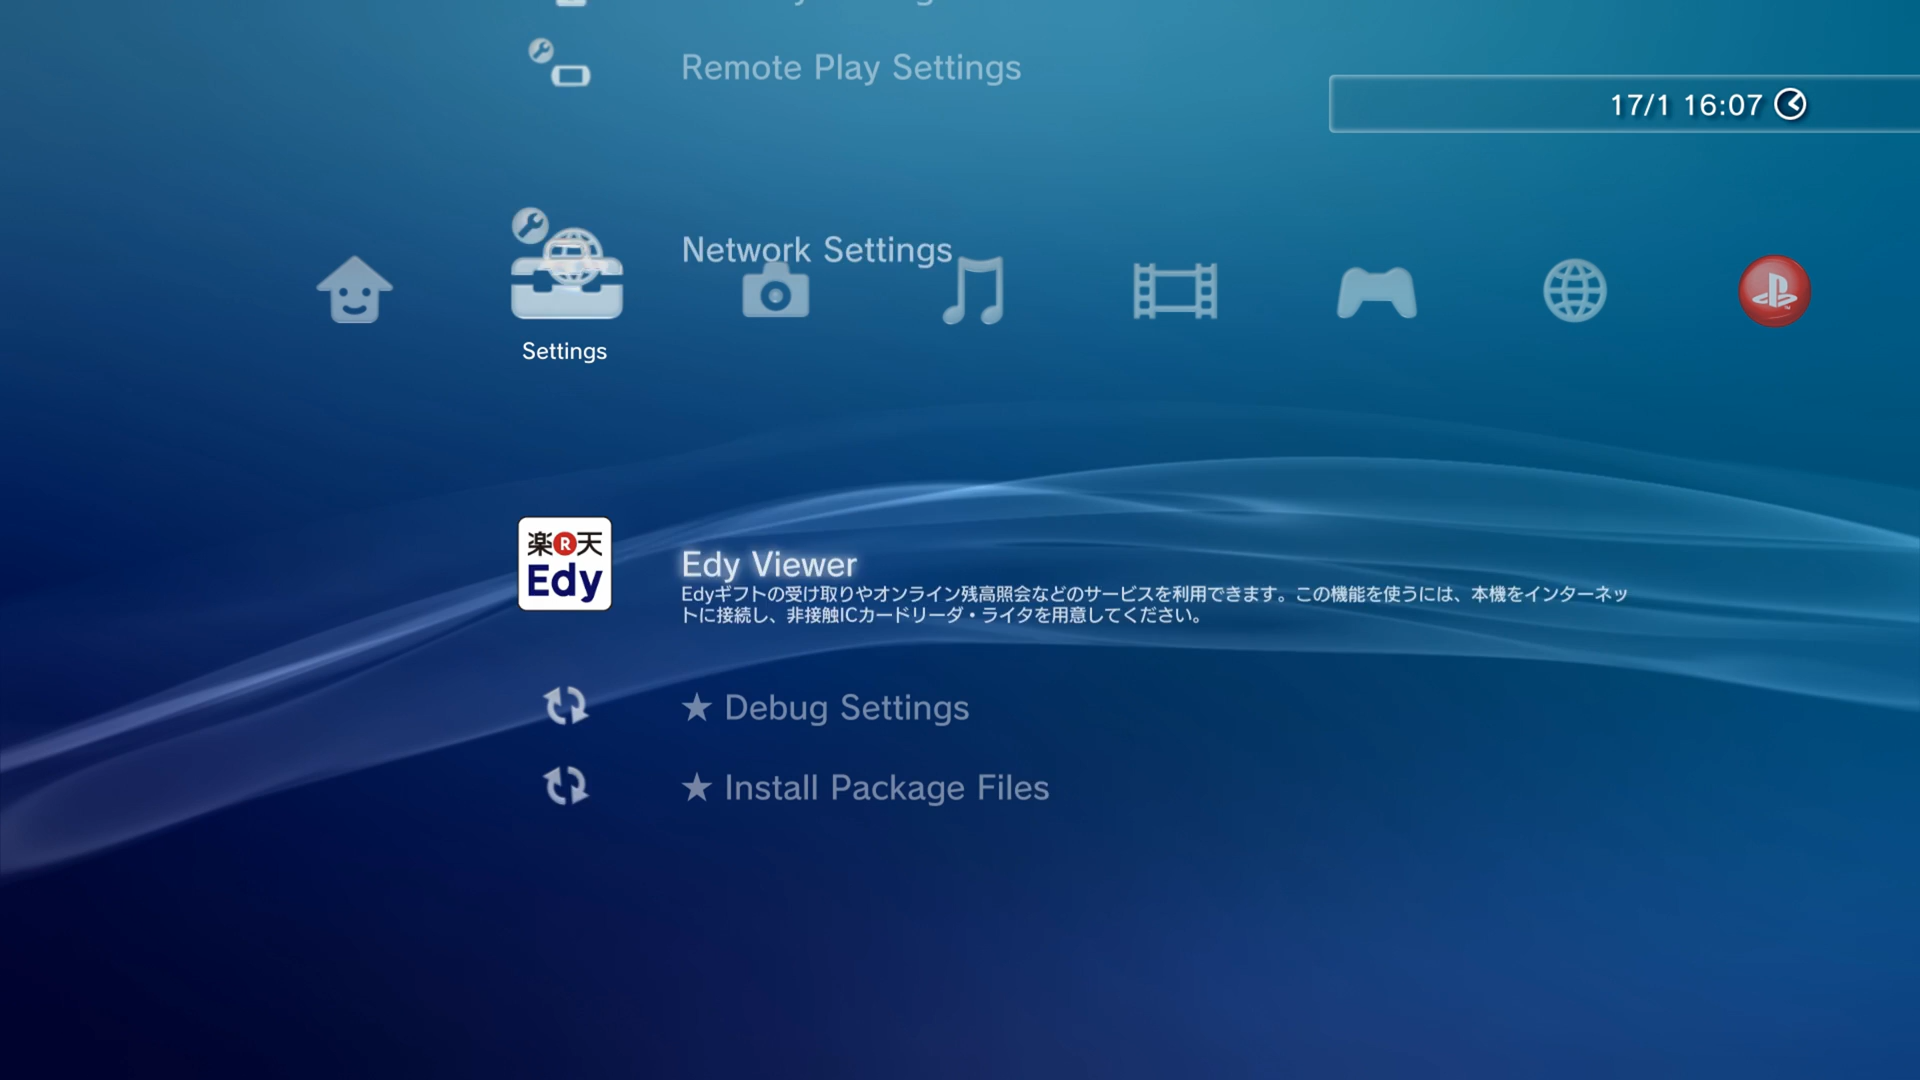 Remote Play Settings
17/1 16:07
Network Settings
Settings
楽R天
Edy
Edy Viewer
Edyギフトの受け取りやオンライン残高照会などのサービスを利用できます。この機能を使うには、本機をインターネッ
トに接続し、非接触ICカードリーダ・ライタを用意してください。
★ Debug Settings
★ Install Package Files